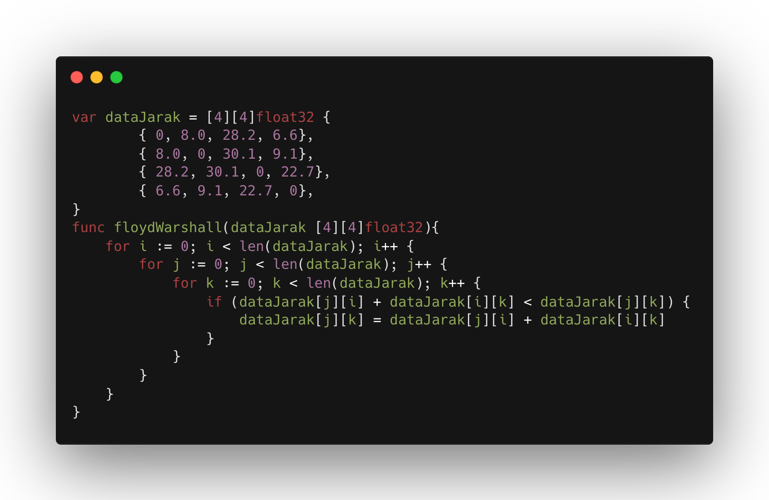 var dataJarak = [4][4]float32 {
        { 0, 8.0, 28.2, 6.6},
        { 8.0, 0, 30.1, 9.1},
        { 28.2, 30.1, 0, 22.7},
        { 6.6, 9.1, 22.7, 0},
}
func floydWarshall(dataJarak [4][4]float32){
    for i := 0; i < len(dataJarak); i++ {
        for j := 0; j < len(dataJarak); j++ {
            for k := 0; k < len(dataJarak); k++ {
                if (dataJarak[j][i] + dataJarak[i][k] < dataJarak[j][k]) {
                    dataJarak[j][k] = dataJarak[j][i] + dataJarak[i][k]
                }
            }
        }
    }
}